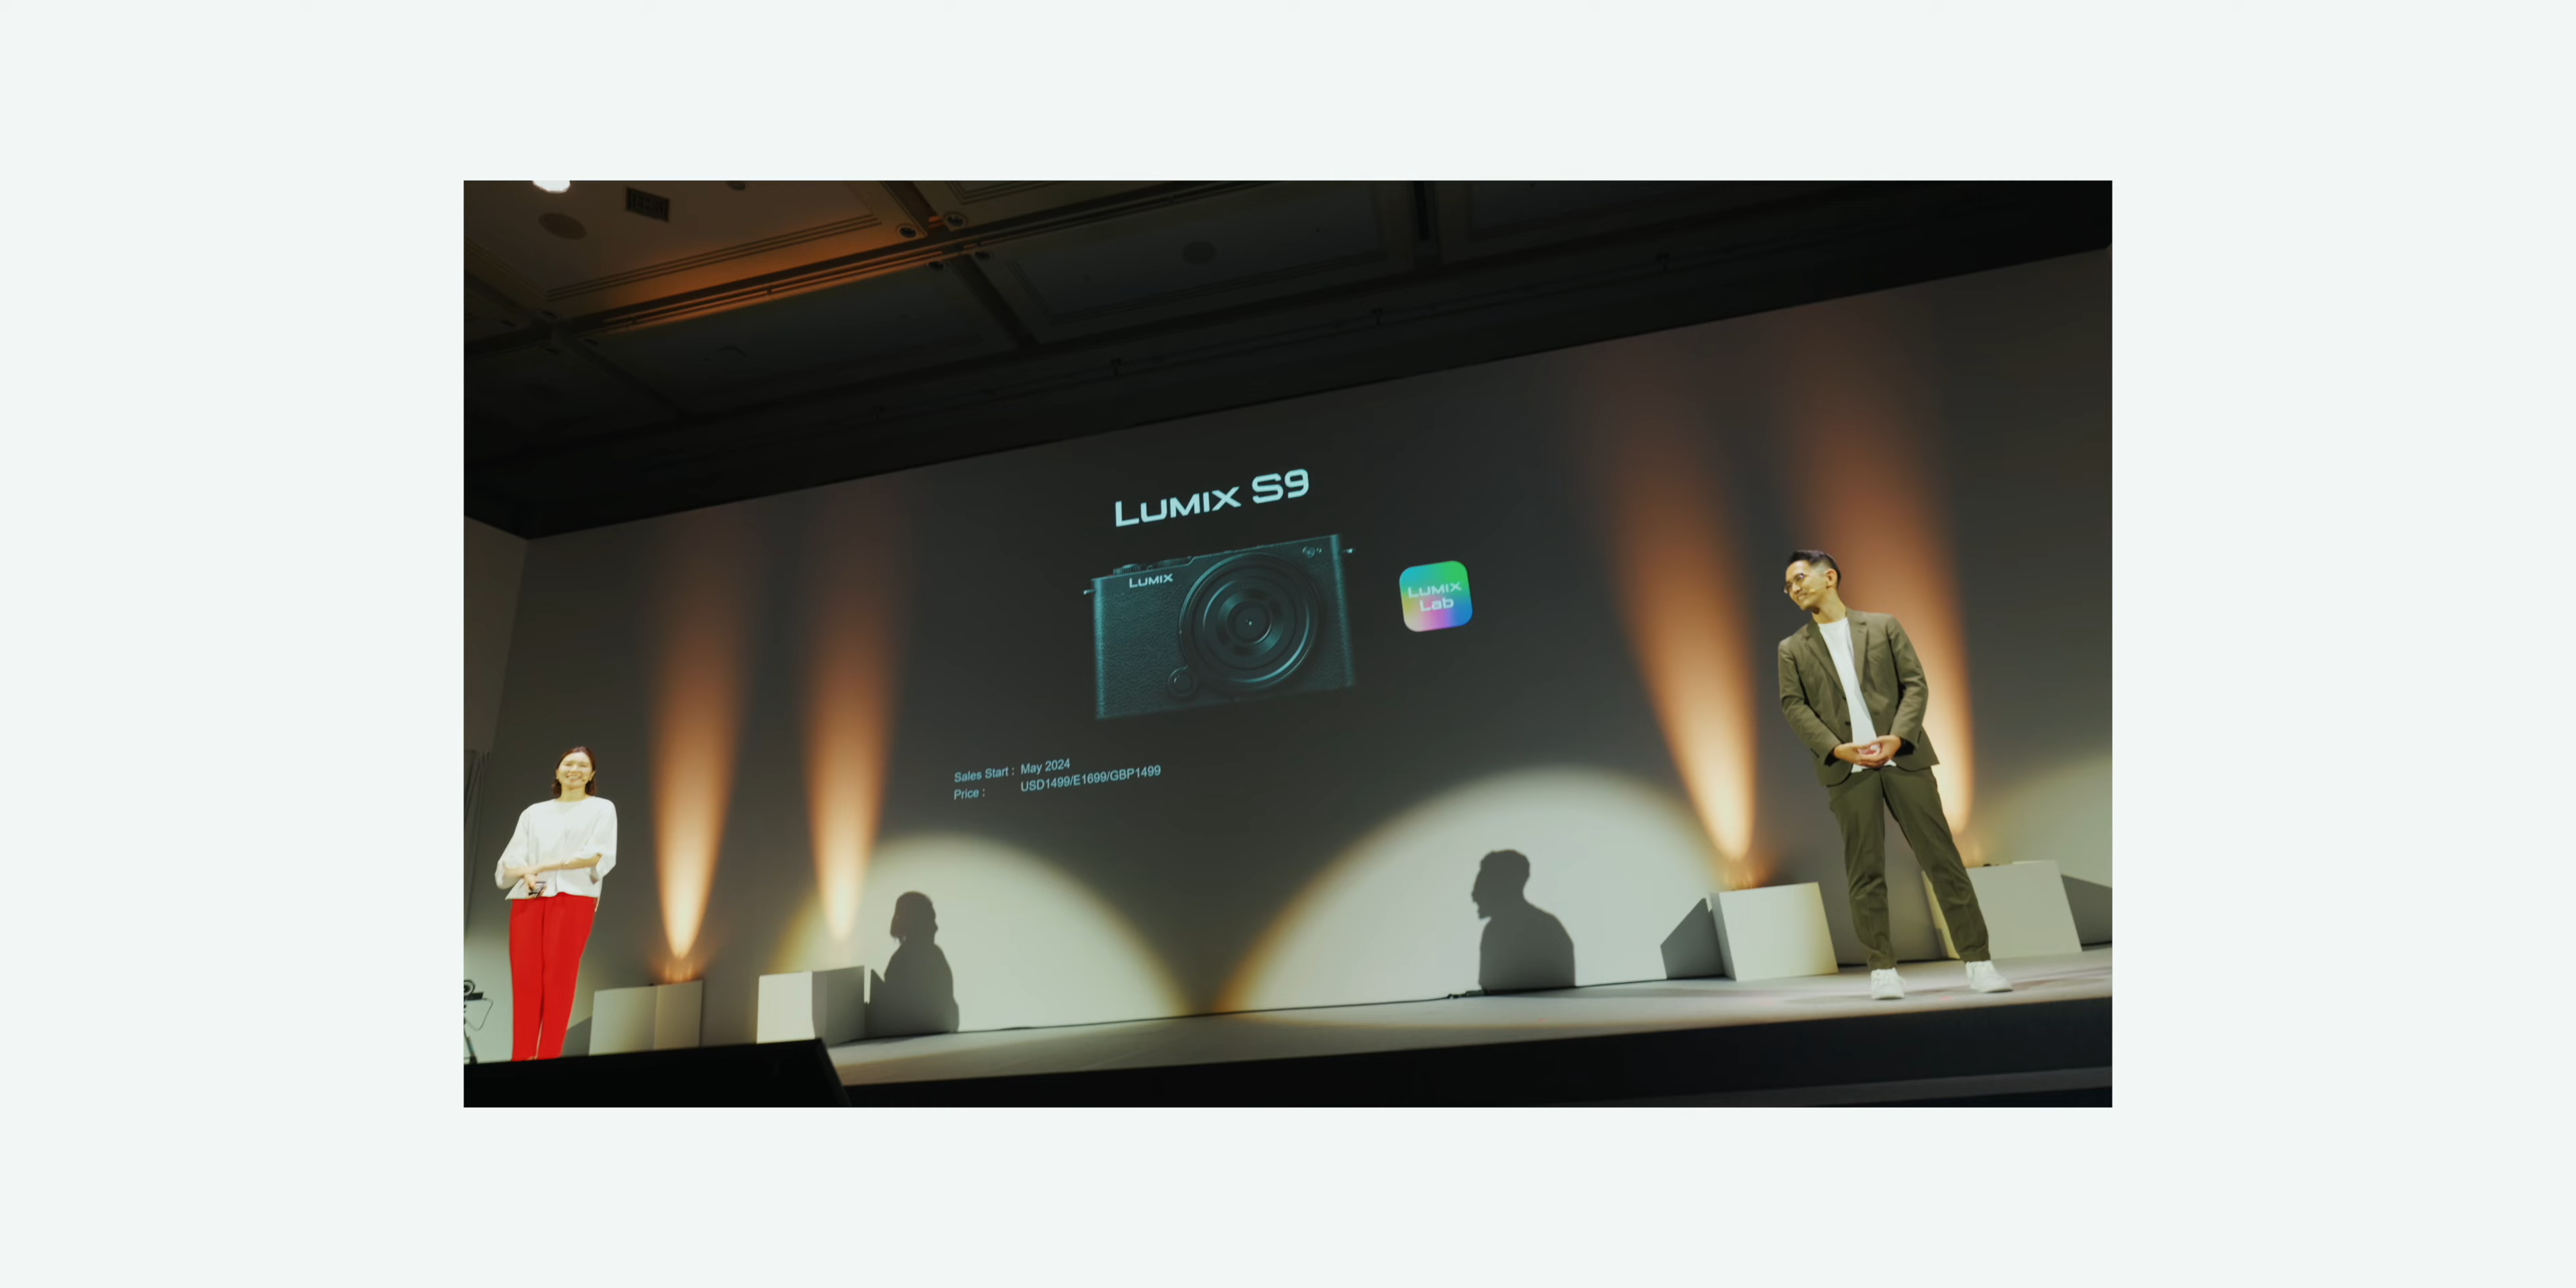 LUMIX S9
LUMIX
LUMIX
Lab
Sales Start : May 2024
Price : USD1499/E1699/GBP1499